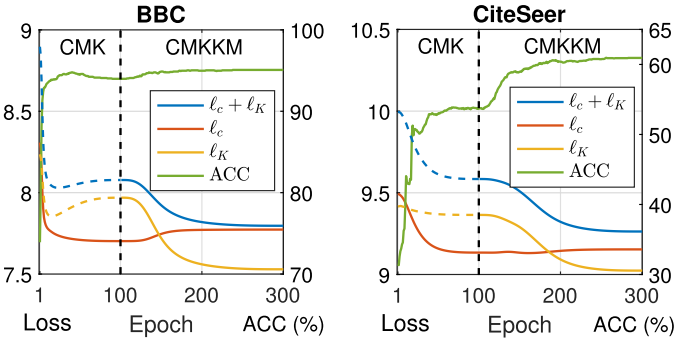 BBC
9
100
CMK
CMKKM
8.5
90
8
80
7.5
70
ℓc + ℓK
ℓc
ℓK
ACC
1
100
200
300
Loss
Epoch
ACC (%)
CiteSeer
10.5
65
CMK
CMKKM
60
10
50
9.5
40
9
30
ℓc + ℓK
ℓc
ℓK
ACC
1
100
200
300
Loss
Epoch
ACC (%)